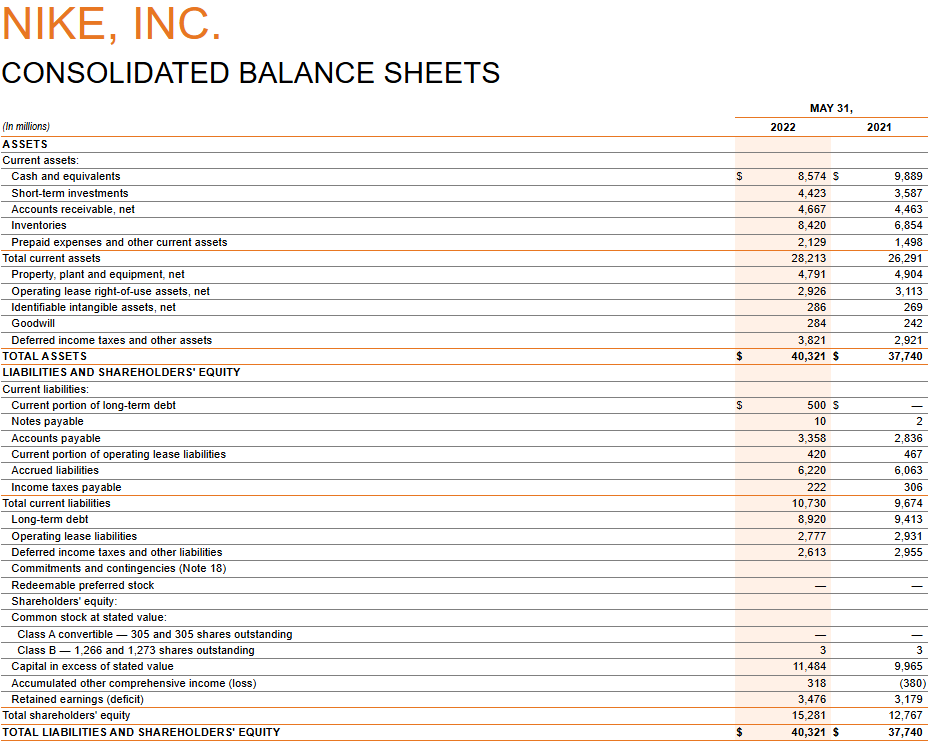 NIKE, INC.
CONSOLIDATED BALANCE SHEETS
MAY 31,
(In millions) 2022 2021
ASSETS
Current assets:
Cash and equivalents $ 8,574 $ 9,889
Short-term investments 4,423 3,587
Accounts receivable, net 4,667 4,463
Inventories 8,420 6,854
Prepaid expenses and other current assets 2,129 1,498
Total current assets 28,213 26,291
Property, plant and equipment, net 4,791 4,904
Operating lease right-of-use assets, net 2,926 3,113
Identifiable intangible assets, net 286 269
Goodwill 284 242
Deferred income taxes and other assets 3,821 2,921
TOTAL ASSETS $ 40,321 $ 37,740
LIABILITIES AND SHAREHOLDERS' EQUITY
Current liabilities:
Current portion of long-term debt $ 500 $ —
Notes payable 10 2
Accounts payable 3,358 2,836
Current portion of operating lease liabilities 420 467
Accrued liabilities 6,220 6,063
Income taxes payable 222 306
Total current liabilities 10,730 9,674
Long-term debt 8,920 9,413
Operating lease liabilities 2,777 2,931
Deferred income taxes and other liabilities 2,613 2,955
Commitments and contingencies (Note 18)
Redeemable preferred stock — —
Shareholders' equity:
Common stock at stated value:
Class A convertible — 305 and 305 shares outstanding — —
Class B — 1,266 and 1,273 shares outstanding 3 3
Capital in excess of stated value 11,484 9,965
Accumulated other comprehensive income (loss) 318 (380)
Retained earnings (deficit) 3,476 3,179
Total shareholders' equity 15,281 12,767
TOTAL LIABILITIES AND SHAREHOLDERS' EQUITY $ 40,321 $ 37,740